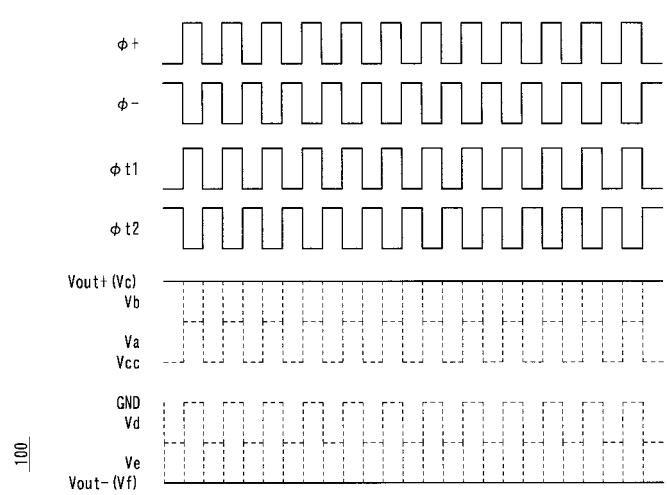 φ+
φ-
φt1
φt2
Vout+(Vc)
Vb
Va
Vcc
GND
Vd
Ve
Vout-(Vf)
100